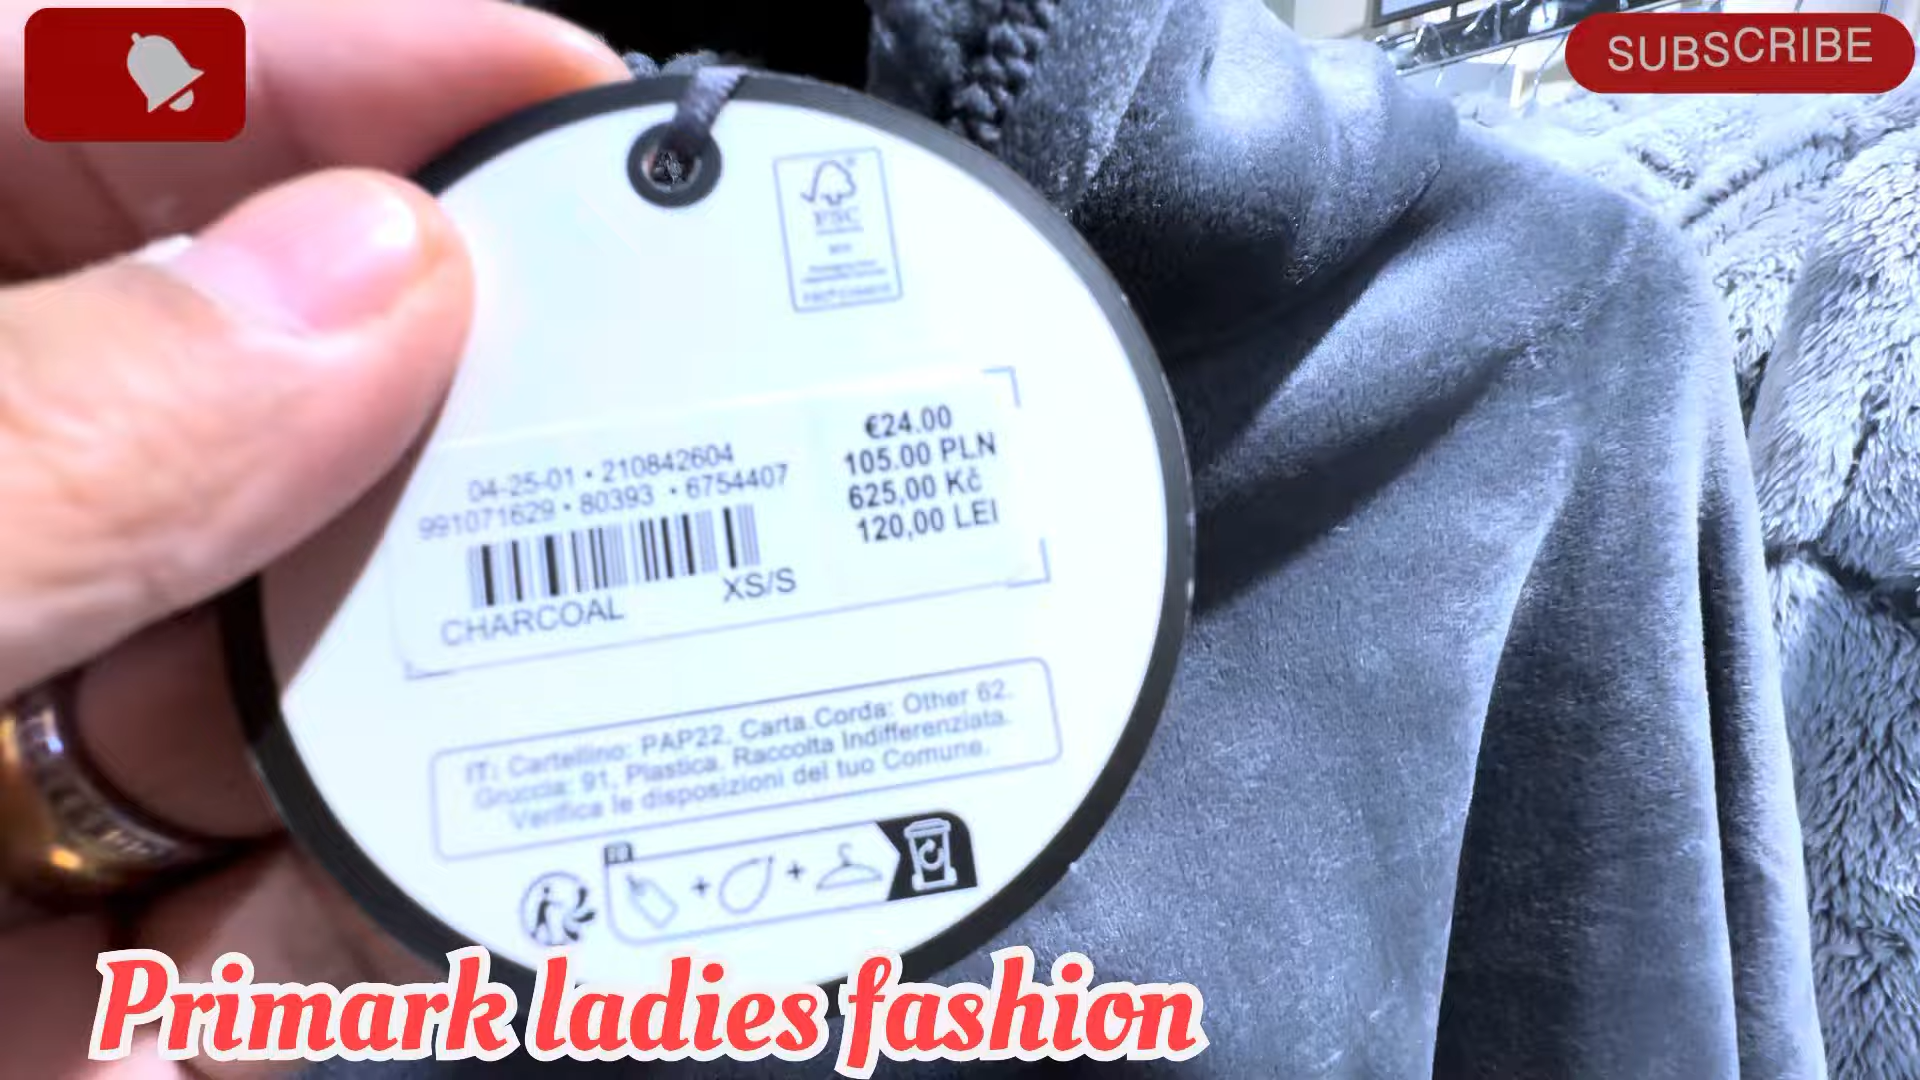 SUBSCRIBE
FSC
€24.00
105.00 PLN
625,00 Kč
120,00 LEI
04-25-01 • 210842604
991071629 • 80393 • 6754407
CHARCOAL XS/S
IT: Cartellino: PAP22, Carta.Corda: Other 62.
Gruccia: 91, Plastica. Raccolta Indifferenziata.
Verifica le disposizioni del tuo Comune.
FR
Primark ladies fashion